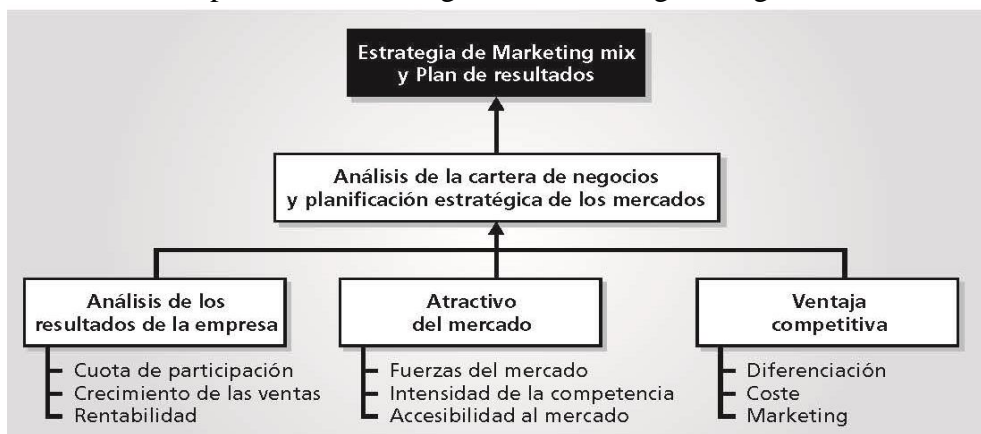 Estrategia de Marketing mix
y Plan de resultados
Análisis de la cartera de negocios
y planificación estratégica de los mercados
Análisis de los
resultados de la empresa
Cuota de participación
Crecimiento de las ventas
Rentabilidad
Atractivo
del mercado
Fuerzas del mercado
Intensidad de la competencia
Accesibilidad al mercado
Ventaja
competitiva
Diferenciación
Coste
Marketing